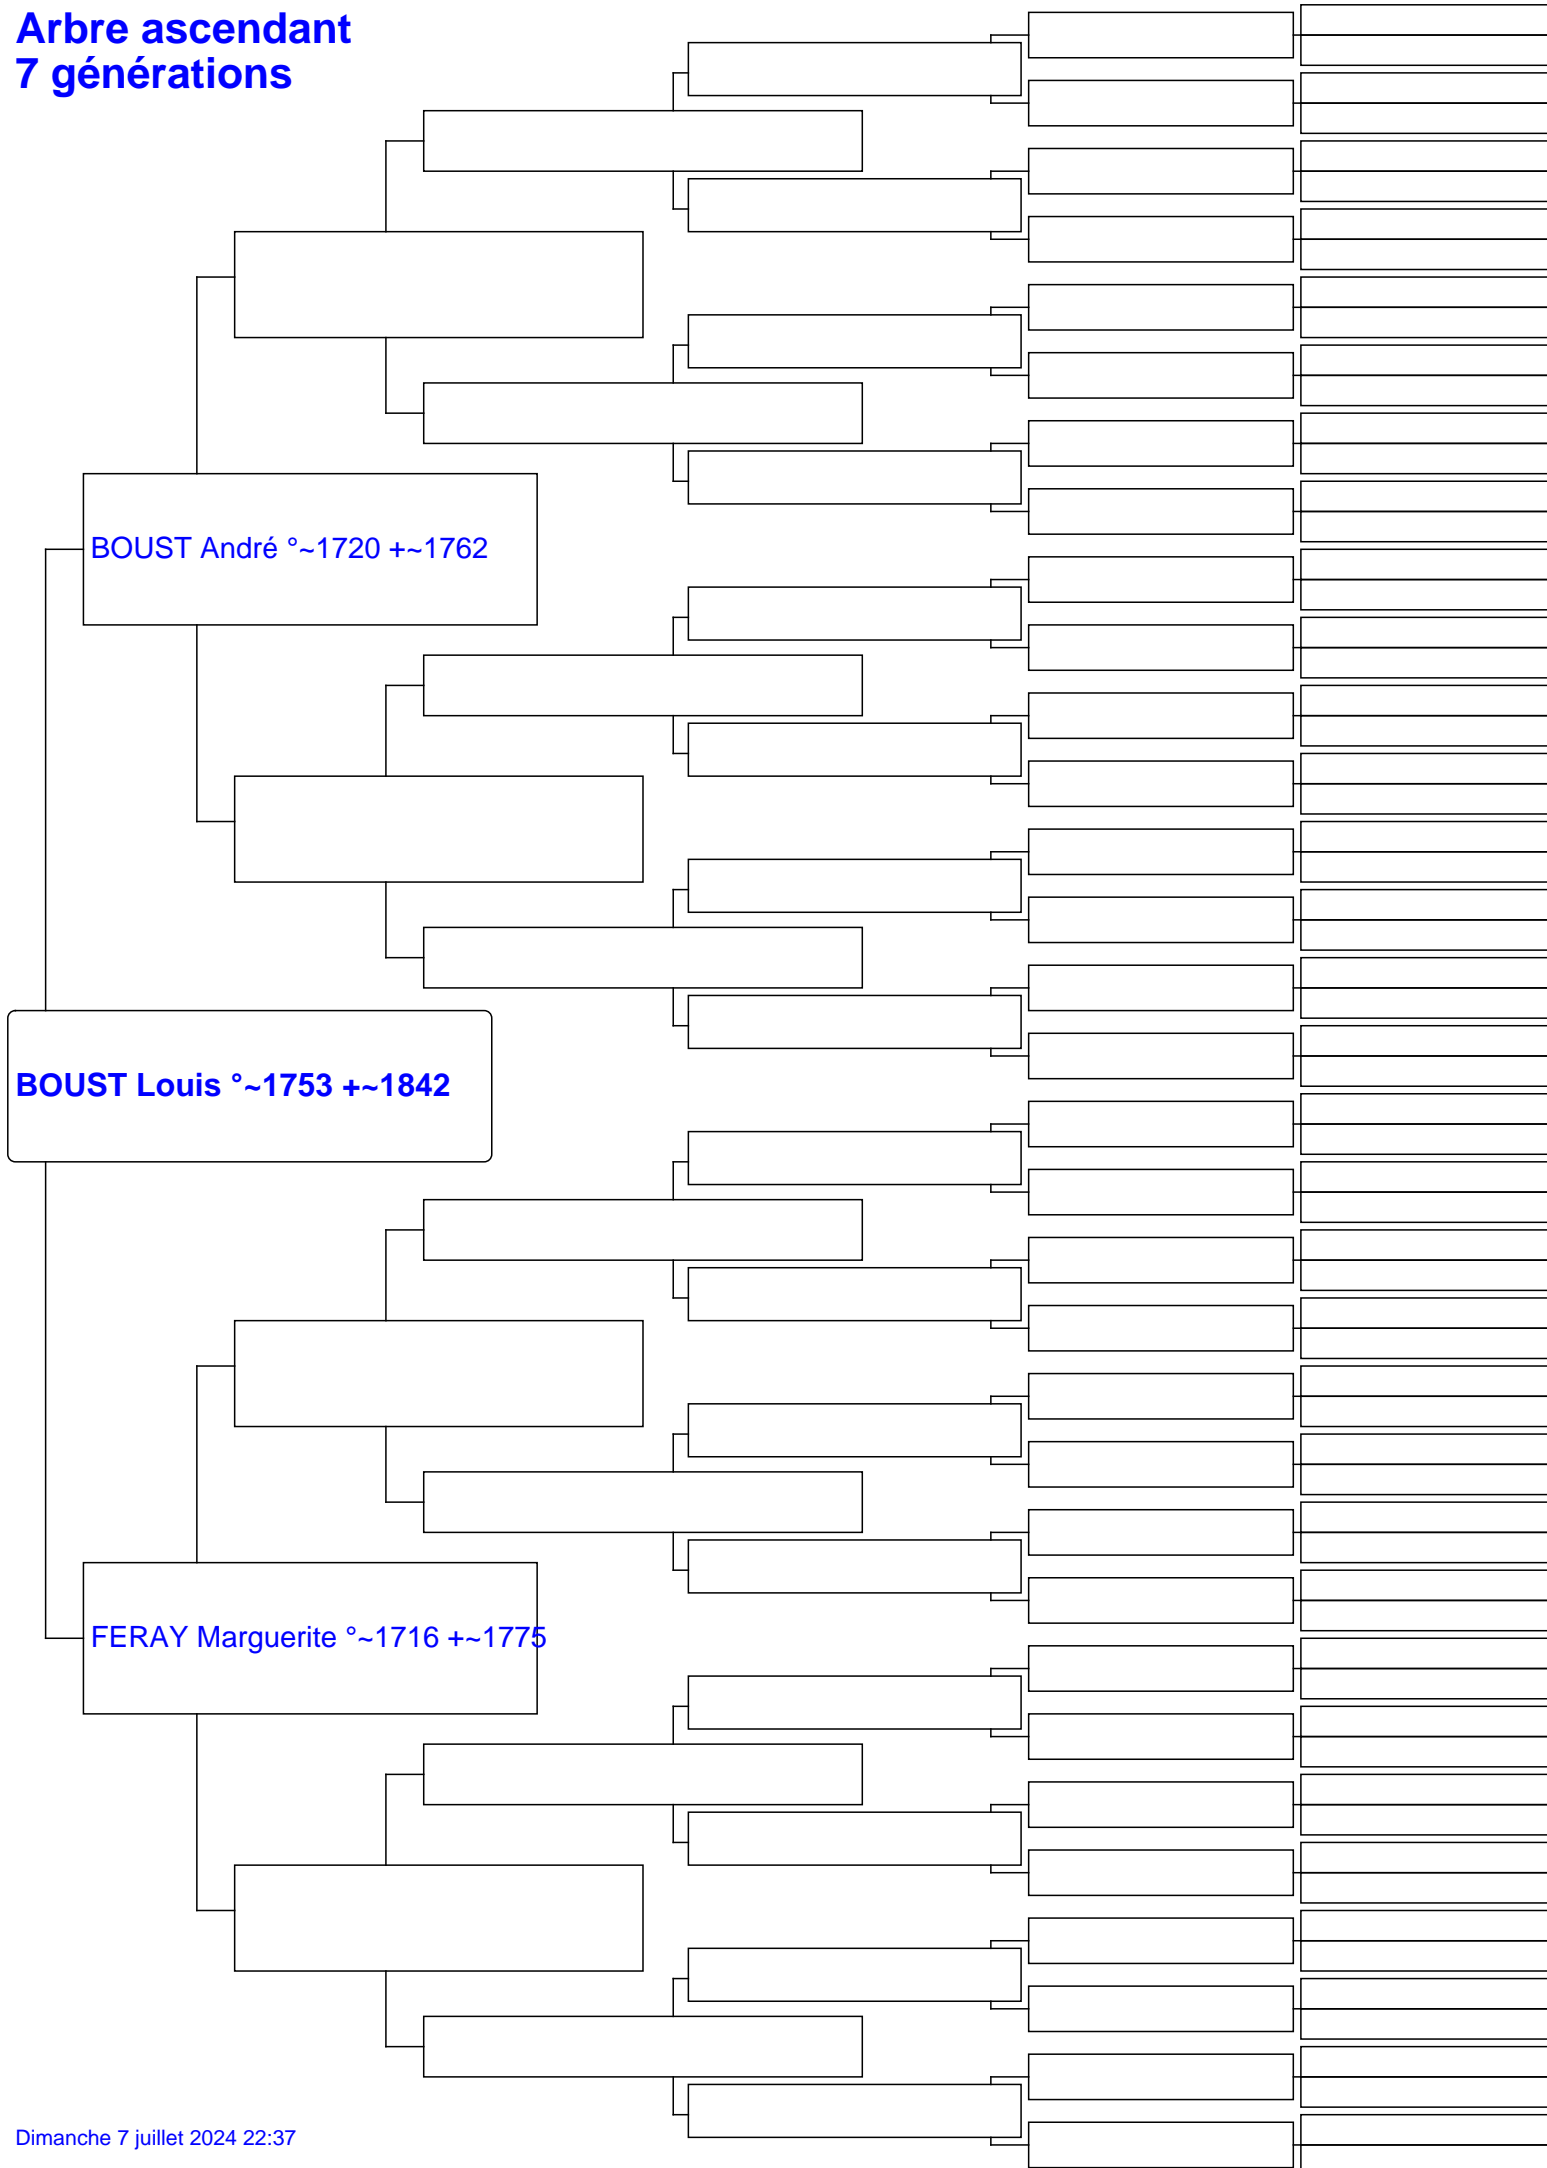 Arbre ascendant
7 générations
BOUST André °~1720 +~1762
BOUST Louis °~1753 +~1842
FERAY Marguerite °~1716 +~1775
Dimanche 7 juillet 2024 22:37